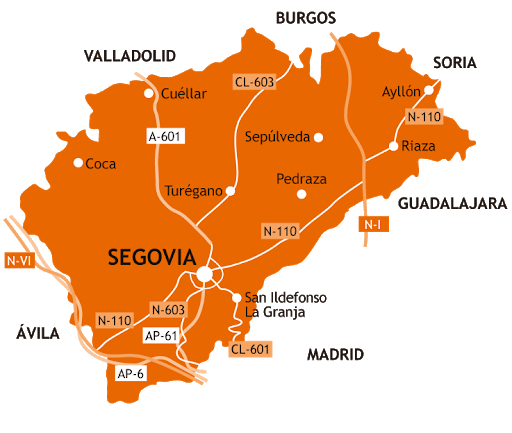 BURGOS
VALLADOLID
SORIA
CL-603
Cuéllar
Ayllón
N-110
A-601
Sepúlveda
Riaza
Coca
Pedraza
Turégano
GUADALAJARA
N-I
N-110
SEGOVIA
N-VI
San Ildefonso
La Granja
N-603
N-110
ÁVILA
AP-61
CL-601
MADRID
AP-6